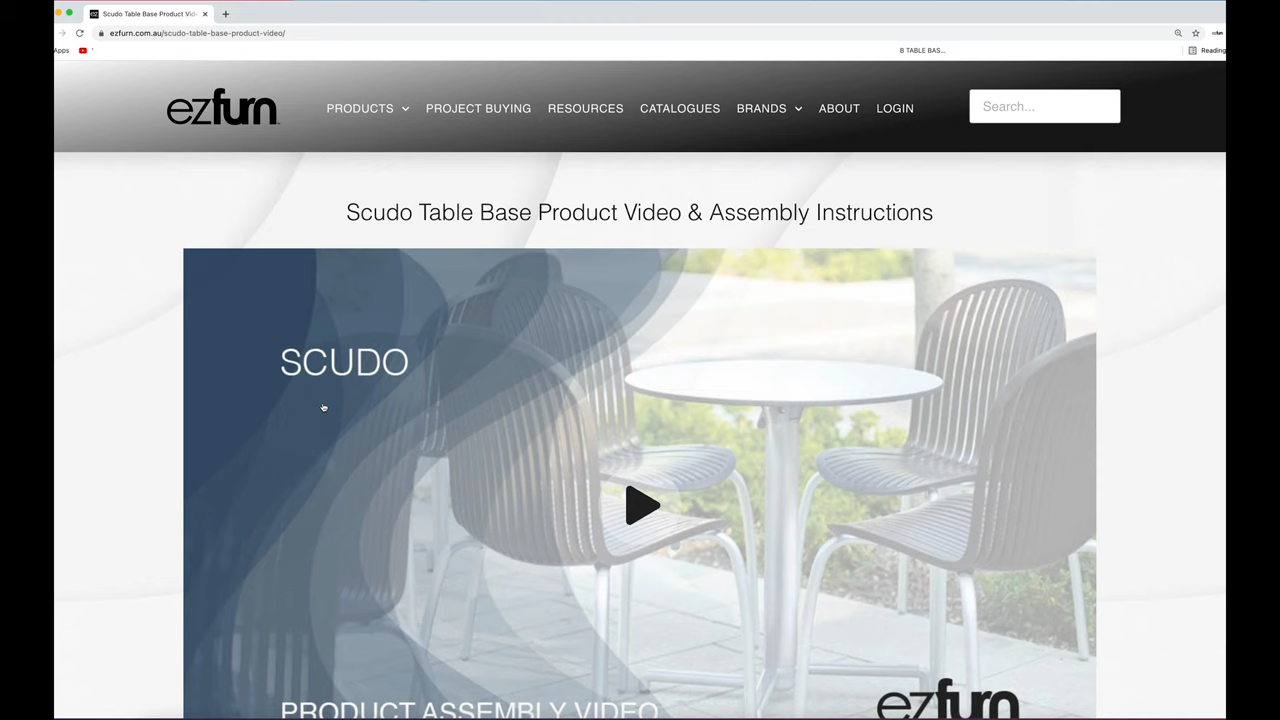 Scudo Table Base Product Vid
ezfurn.com.au/scudo-table-base-product-video/
Apps
B TABLE BAS...
Reading
ezfurn
PRODUCTS
PROJECT BUYING
RESOURCES
CATALOGUES
BRANDS
ABOUT
LOGIN
Search...
Scudo Table Base Product Video & Assembly Instructions
SCUDO
PRODUCT ASSEMBLY VIDEO
ezfurn